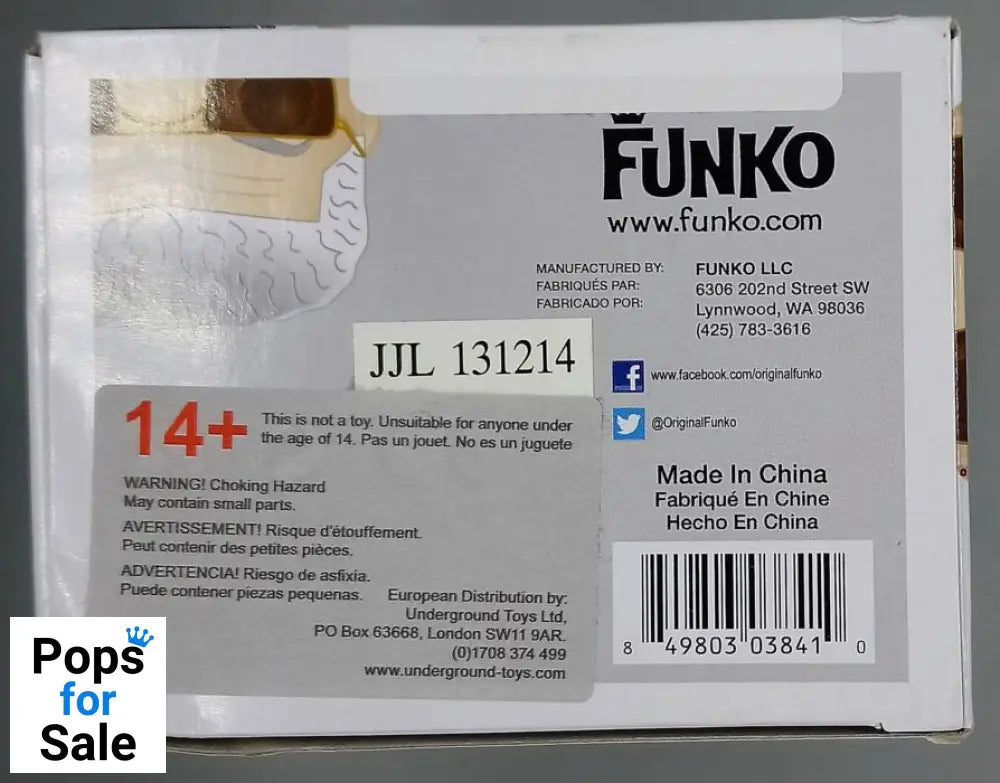 FUNKO
www.funko.com
MANUFACTURED BY: FUNKO LLC
FABRIQUÉS PAR: 6306 202nd Street SW
FABRICADO POR: Lynnwood, WA 98036
(425) 783-3616
JJL 131214
f www.facebook.com/originalfunko
@OriginalFunko
14+ This is not a toy. Unsuitable for anyone under
the age of 14. Pas un jouet. No es un juguete
WARNING! Choking Hazard
May contain small parts.
AVERTISSEMENT! Risque d'étouffement.
Peut contenir des petites pièces.
ADVERTENCIA! Riesgo de asfixia.
Puede contener piezas pequenas.
European Distribution by:
Underground Toys Ltd,
PO Box 63668, London SW11 9AR.
(0)1708 374 499
www.underground-toys.com
Made In China
Fabriqué En Chine
Hecho En China
8 49803 03841 0
Pops
for
Sale